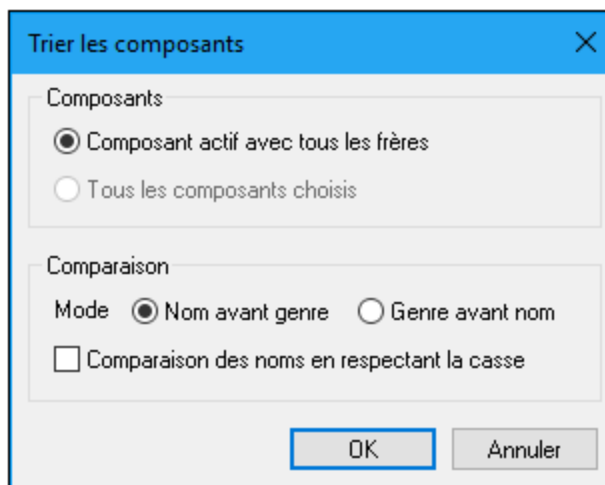 Trier les composants
Composants
Composant actif avec tous les frères
Tous les composants choisis
Comparaison
Mode Nom avant genre Genre avant nom
Comparaison des noms en respectant la casse
OK Annuler